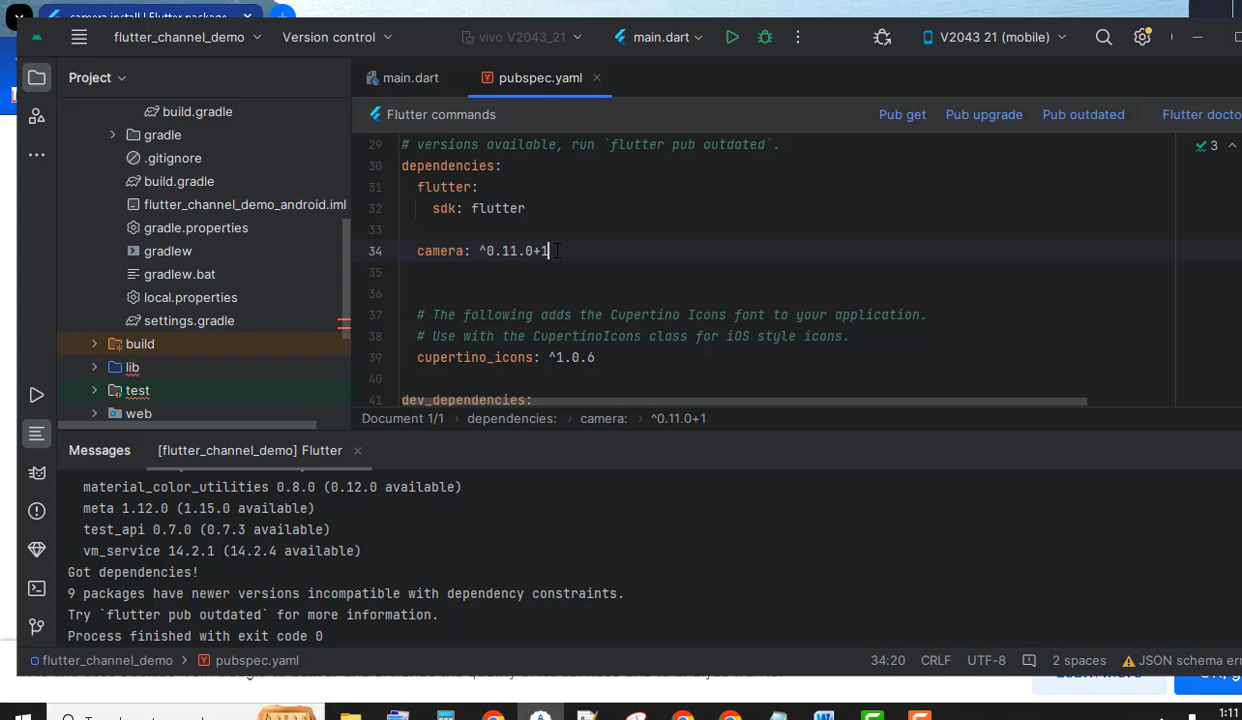 camera install | Flutter package
flutter_channel_demo
Version control
vivo V2043_21
main.dart
V2043 21 (mobile)
Project
main.dart
pubspec.yaml
Flutter commands
Pub get
Pub upgrade
Pub outdated
Flutter docto
build.gradle
gradle
.gitignore
build.gradle
flutter_channel_demo_android.iml
gradle.properties
gradlew
gradlew.bat
local.properties
settings.gradle
build
lib
test
web
29 # versions available, run `flutter pub outdated`.
30 dependencies:
31 flutter:
32 sdk: flutter
33
34 camera: ^0.11.0+1
35
36
37 # The following adds the Cupertino Icons font to your application.
38 # Use with the CupertinoIcons class for iOS style icons.
39 cupertino_icons: ^1.0.6
40
41 dev_dependencies:
3
Document 1/1
dependencies:
camera:
^0.11.0+1
Messages
[flutter_channel_demo] Flutter
material_color_utilities 0.8.0 (0.12.0 available)
meta 1.12.0 (1.15.0 available)
test_api 0.7.0 (0.7.3 available)
vm_service 14.2.1 (14.2.4 available)
Got dependencies!
9 packages have newer versions incompatible with dependency constraints.
Try `flutter pub outdated` for more information.
Process finished with exit code 0
flutter_channel_demo
pubspec.yaml
34:20
CRLF
UTF-8
2 spaces
JSON schema err
1:11